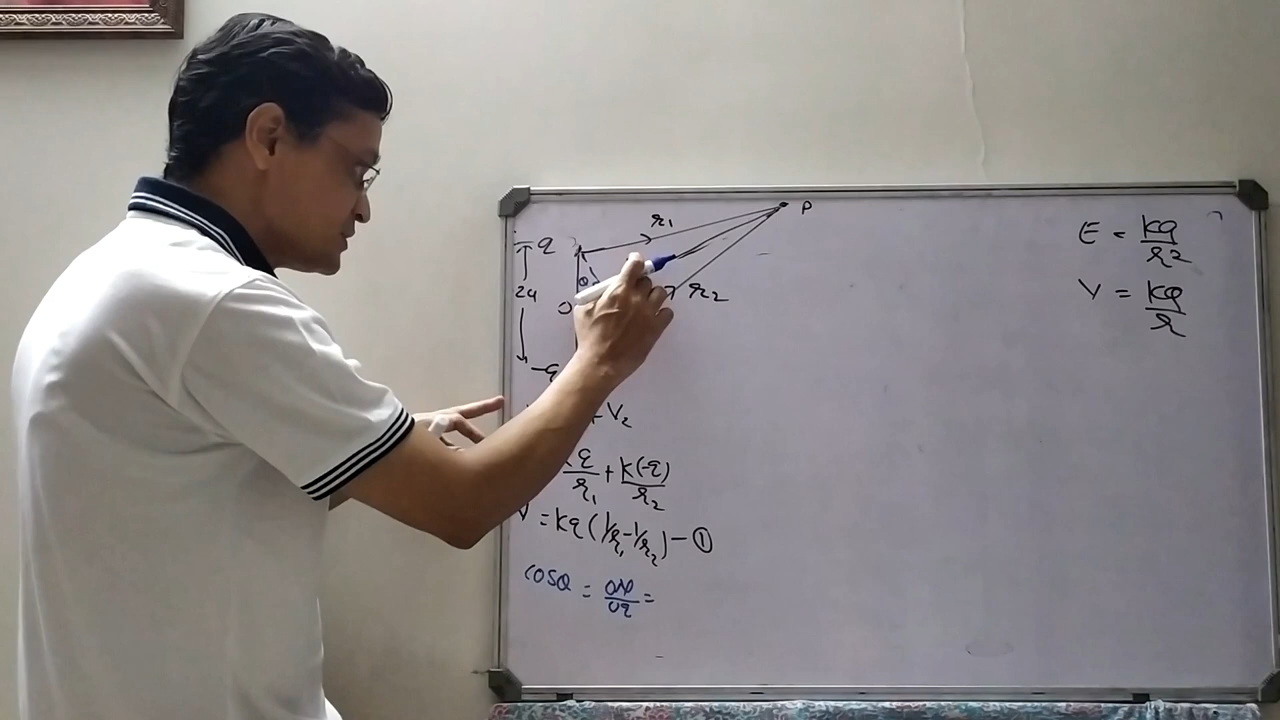 P
r₁
q
2a
θ
O
r₂
-q
+ V₂
Kq/r₁ + K(-q)/r₂
V = Kq (1/r₁ - 1/r₂) - ①
cosθ = ON/Oq =
E = Kq/r²
V = Kq/r